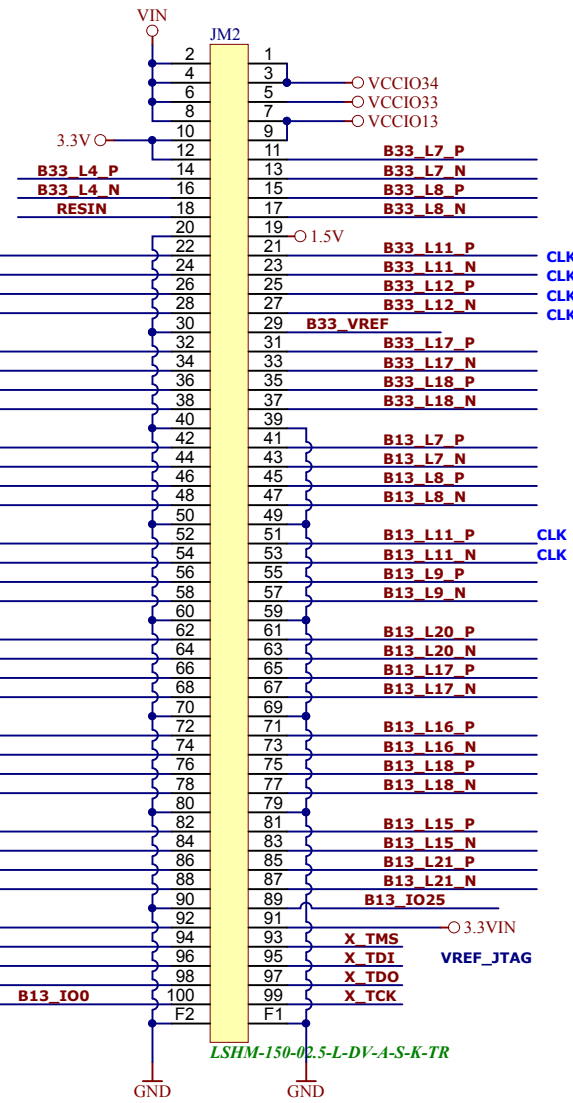 VIN
JM2
2 1
4 3 VCCIO34
6 5 VCCIO33
8 7 VCCIO13
3.3V 10 9
12 11 B33_L7_P
B33_L4_P 14 13 B33_L7_N
B33_L4_N 16 15 B33_L8_P
RESIN 18 17 B33_L8_N
20 19 1.5V
22 21 B33_L11_P CLK
24 23 B33_L11_N CLK
26 25 B33_L12_P CLK
28 27 B33_L12_N CLK
30 29 B33_VREF
32 31 B33_L17_P
34 33 B33_L17_N
36 35 B33_L18_P
38 37 B33_L18_N
40 39
42 41 B13_L7_P
44 43 B13_L7_N
46 45 B13_L8_P
48 47 B13_L8_N
50 49
52 51 B13_L11_P CLK
54 53 B13_L11_N CLK
56 55 B13_L9_P
58 57 B13_L9_N
60 59
62 61 B13_L20_P
64 63 B13_L20_N
66 65 B13_L17_P
68 67 B13_L17_N
70 69
72 71 B13_L16_P
74 73 B13_L16_N
76 75 B13_L18_P
78 77 B13_L18_N
80 79
82 81 B13_L15_P
84 83 B13_L15_N
86 85 B13_L21_P
88 87 B13_L21_N
90 89 B13_IO25
92 91 3.3VIN
94 93 X_TMS
96 95 X_TDI VREF_JTAG
98 97 X_TDO
B13_IO0 100 99 X_TCK
F2 F1
LSHM-150-02.5-L-DV-A-S-K-TR
GND GND